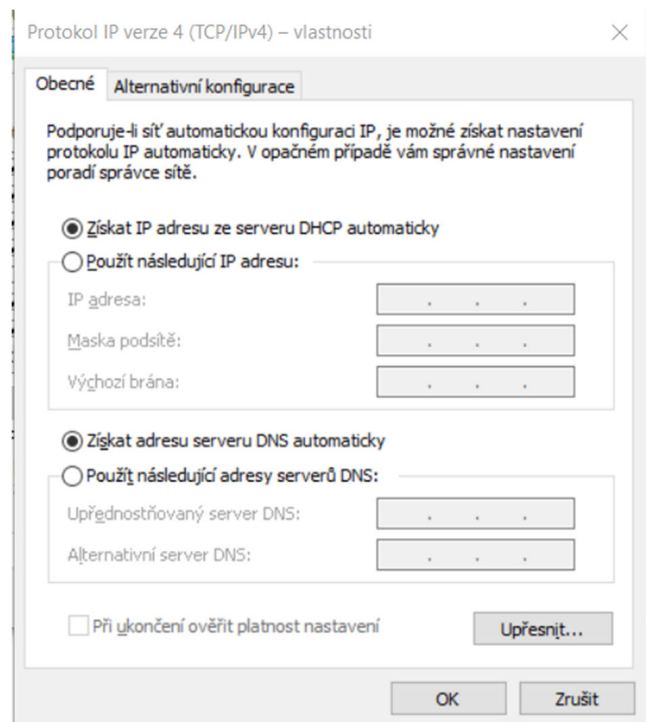 Protokol IP verze 4 (TCP/IPv4) – vlastnosti
Obecné
Alternativní konfigurace
Podporuje-li síť automatickou konfiguraci IP, je možné získat nastavení
protokolu IP automaticky. V opačném případě vám správné nastavení
poradí správce sítě.
Získat IP adresu ze serveru DHCP automaticky
Použít následující IP adresu:
IP adresa:
Maska podsítě:
Výchozí brána:
Získat adresu serveru DNS automaticky
Použít následující adresy serverů DNS:
Upřednostňovaný server DNS:
Alternativní server DNS:
Při ukončení ověřit platnost nastavení
Upřesnit...
OK
Zrušit